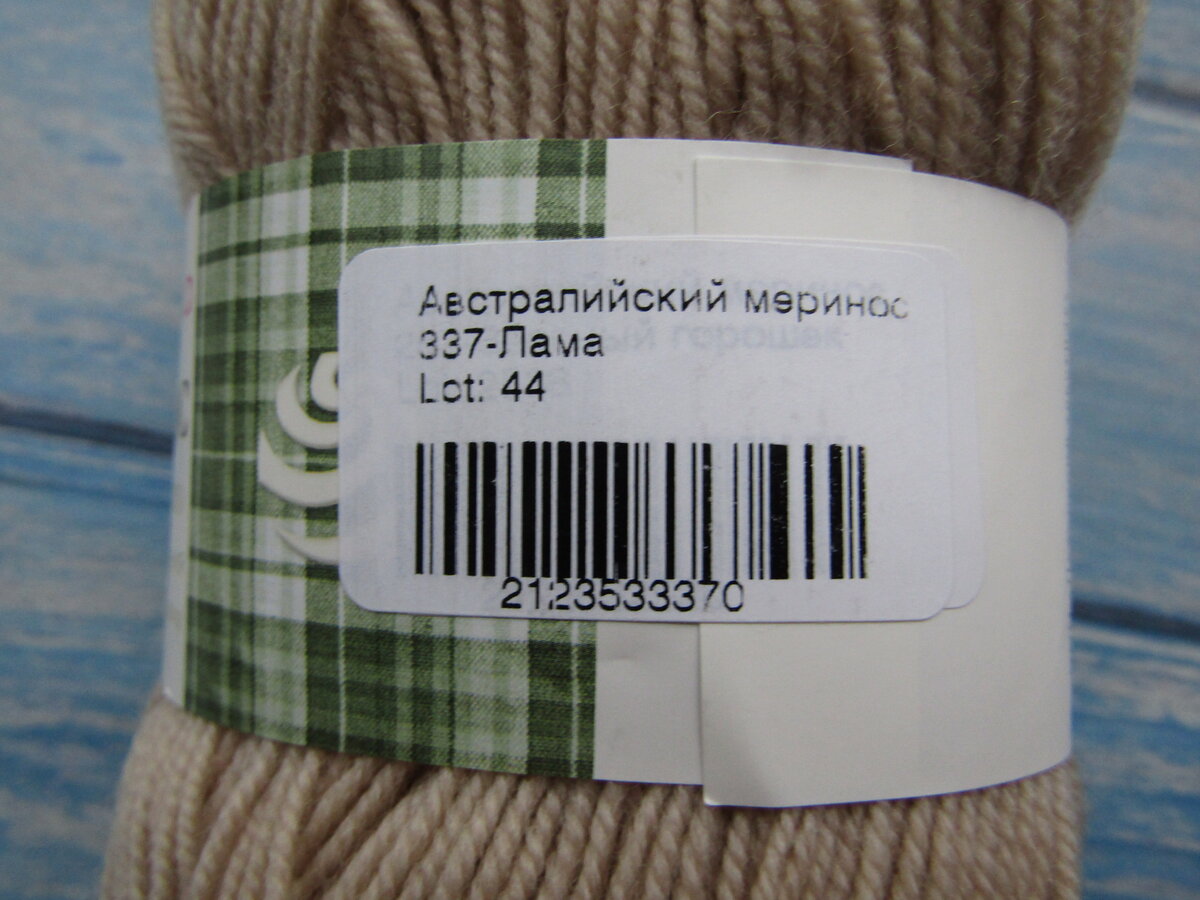 Австралийский меринос
337-Лама
Lot: 44
2123533370